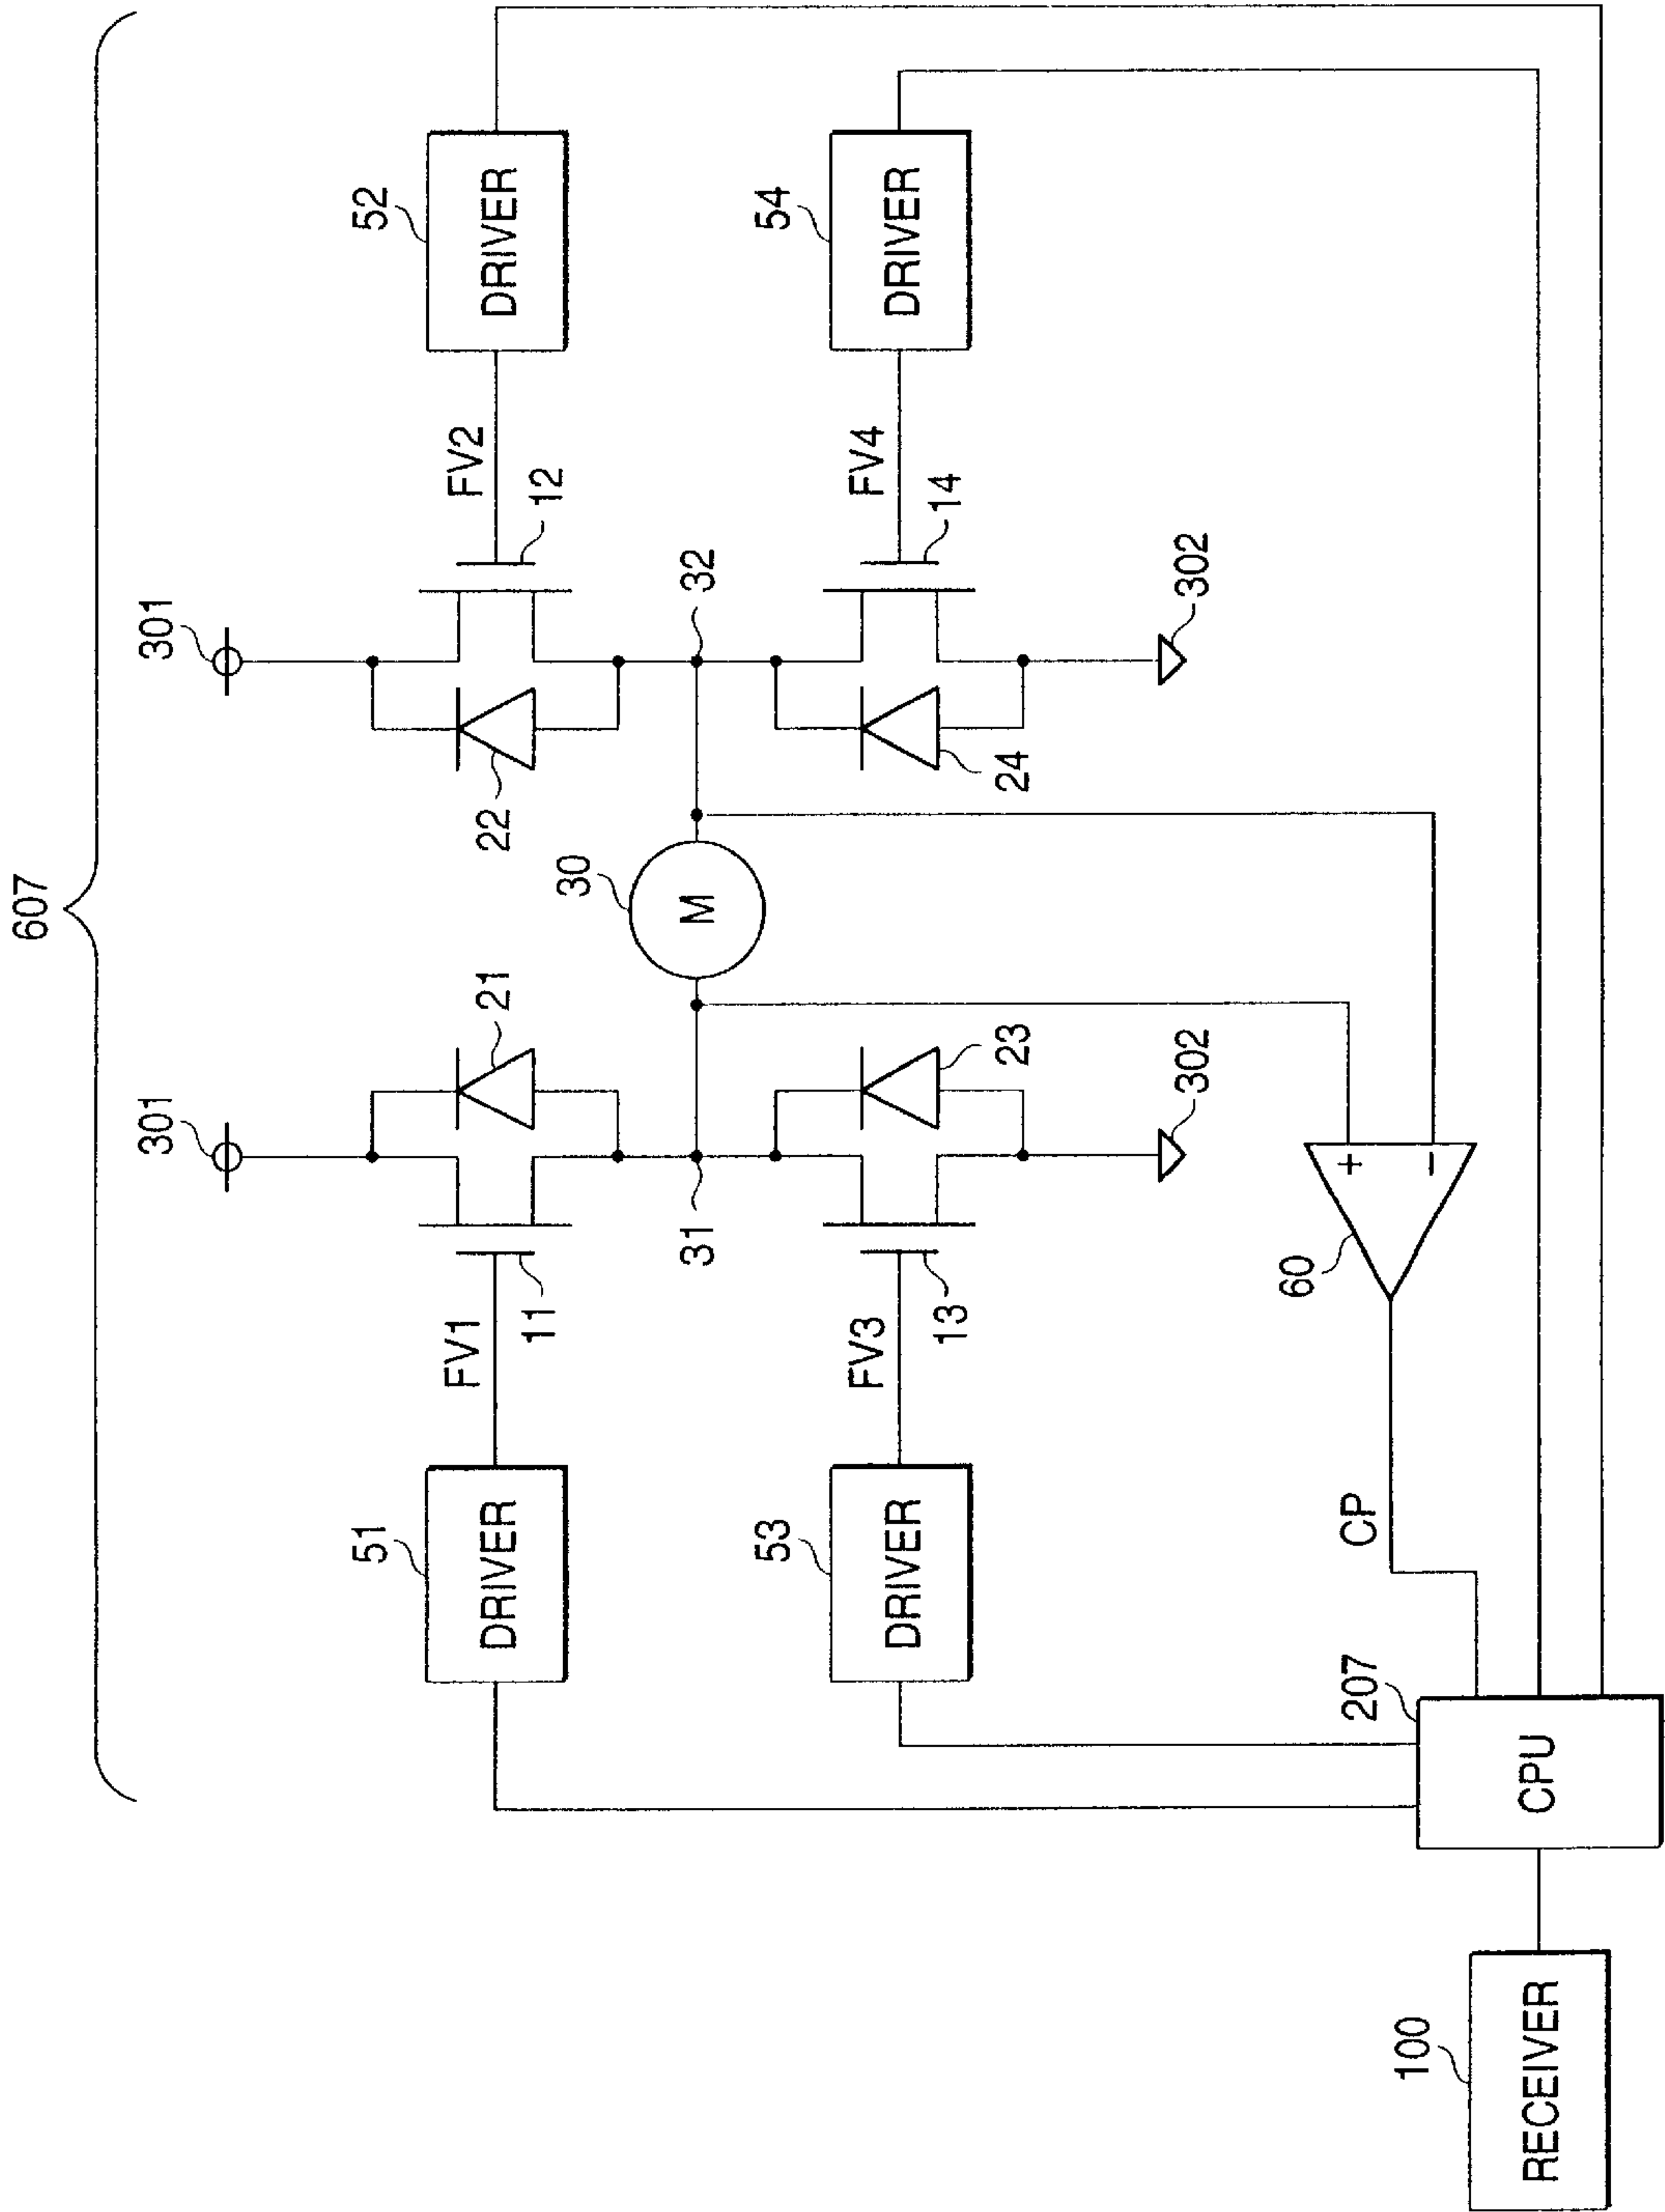 607
301
301
51
DRIVER
FV1
11
21
22
12
FV2
52
DRIVER
31
30
M
32
53
DRIVER
FV3
13
23
24
14
FV4
54
DRIVER
302
302
60
+
−
CP
207
CPU
100
RECEIVER